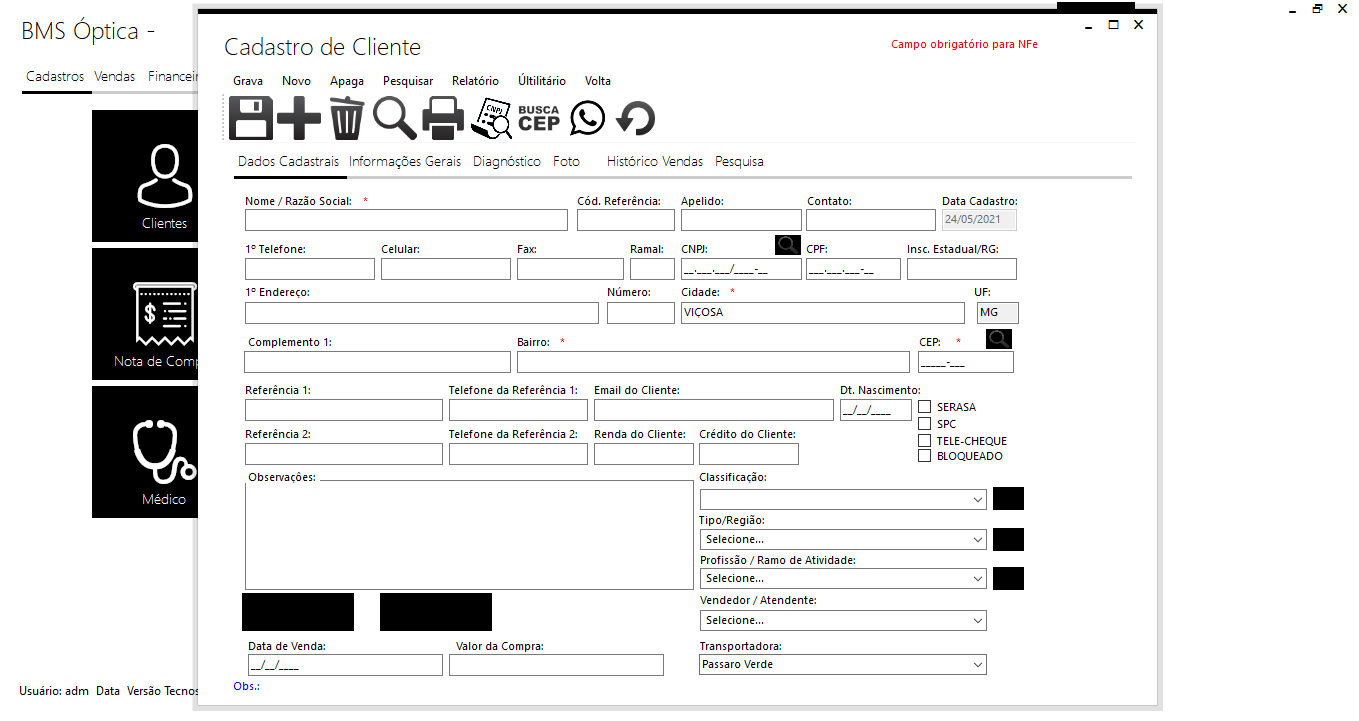 BMS Óptica -
Cadastros Vendas Financeir
Clientes
Nota de Comp
Médico
Usuário: adm Data Versão Tecnos
Cadastro de Cliente
Campo obrigatório para NFe
Grava Novo Apaga Pesquisar Relatório Últilitário Volta
CNPJ
BUSCA
CEP
Dados Cadastrais Informações Gerais Diagnóstico Foto Histórico Vendas Pesquisa
Nome / Razão Social: * Cód. Referência: Apelido: Contato: Data Cadastro:
24/05/2021
1º Telefone: Celular: Fax: Ramal: CNPJ: CPF: Insc. Estadual/RG:
__.___.___/____-__ ___.___.___-__
1º Endereço: Número: Cidade: * UF:
VIÇOSA MG
Complemento 1: Bairro: * CEP: *
_____-___
Referência 1: Telefone da Referência 1: Email do Cliente: Dt. Nascimento:
__/__/____
SERASA
SPC
TELE-CHEQUE
BLOQUEADO
Referência 2: Telefone da Referência 2: Renda do Cliente: Crédito do Cliente:
Observações:
Classificação:
Tipo/Região:
Selecione...
Profissão / Ramo de Atividade:
Selecione...
Vendedor / Atendente:
Selecione...
Data de Venda: Valor da Compra: Transportadora:
__/__/____ Passaro Verde
Obs.: